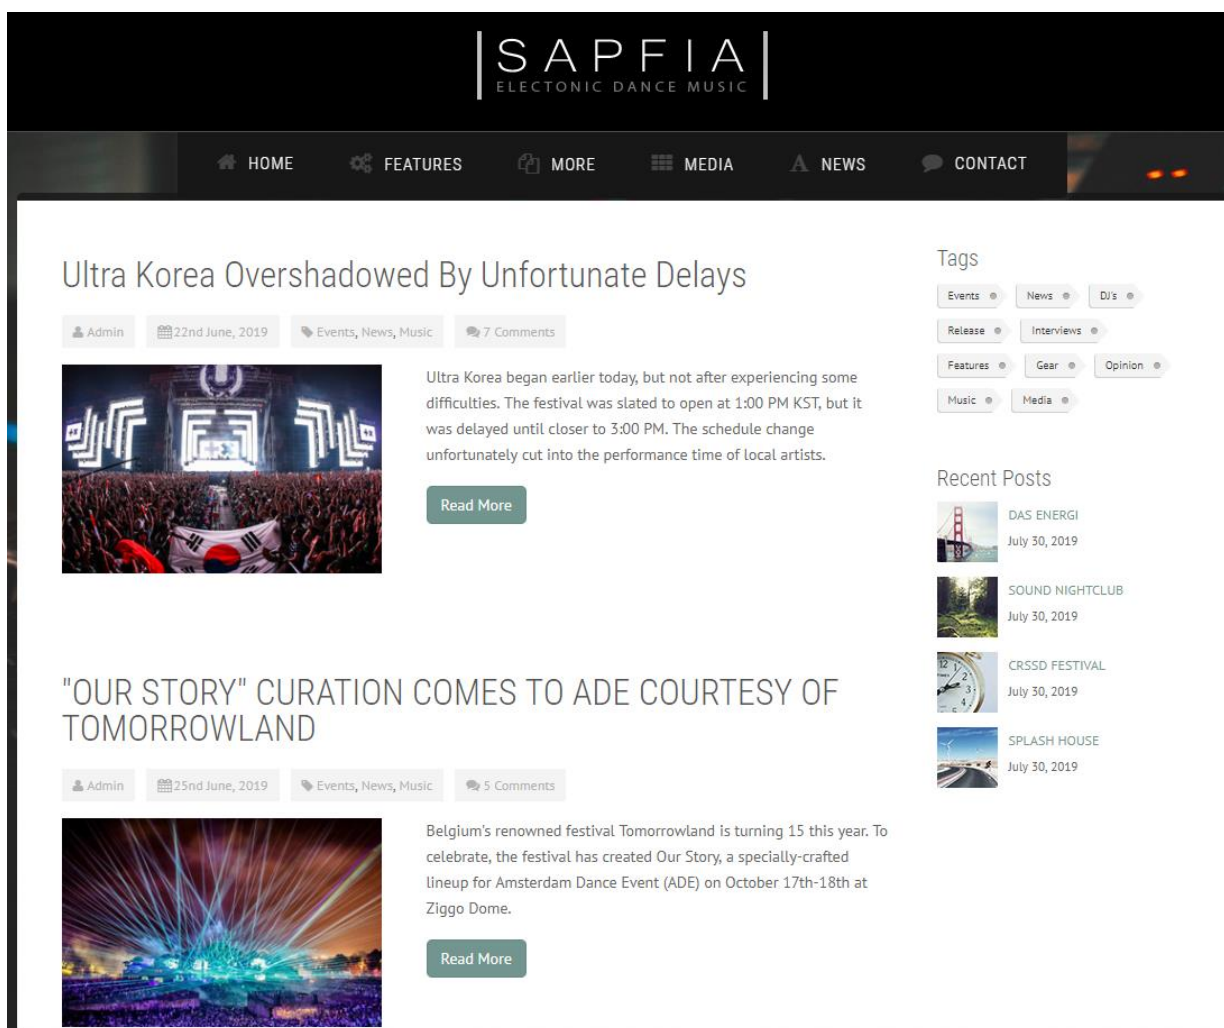 SAPFIA
ELECTONIC DANCE MUSIC
HOME
FEATURES
MORE
MEDIA
NEWS
CONTACT
Ultra Korea Overshadowed By Unfortunate Delays
Admin
22nd June, 2019
Events, News, Music
7 Comments
Ultra Korea began earlier today, but not after experiencing some
difficulties. The festival was slated to open at 1:00 PM KST, but it
was delayed until closer to 3:00 PM. The schedule change
unfortunately cut into the performance time of local artists.
Read More
"OUR STORY" CURATION COMES TO ADE COURTESY OF
TOMORROWLAND
Admin
25nd June, 2019
Events, News, Music
5 Comments
Belgium's renowned festival Tomorrowland is turning 15 this year. To
celebrate, the festival has created Our Story, a specially-crafted
lineup for Amsterdam Dance Event (ADE) on October 17th-18th at
Ziggo Dome.
Read More
Tags
Events
News
DJ's
Release
Interviews
Features
Gear
Opinion
Music
Media
Recent Posts
DAS ENERGI
July 30, 2019
SOUND NIGHTCLUB
July 30, 2019
CRSSD FESTIVAL
July 30, 2019
SPLASH HOUSE
July 30, 2019